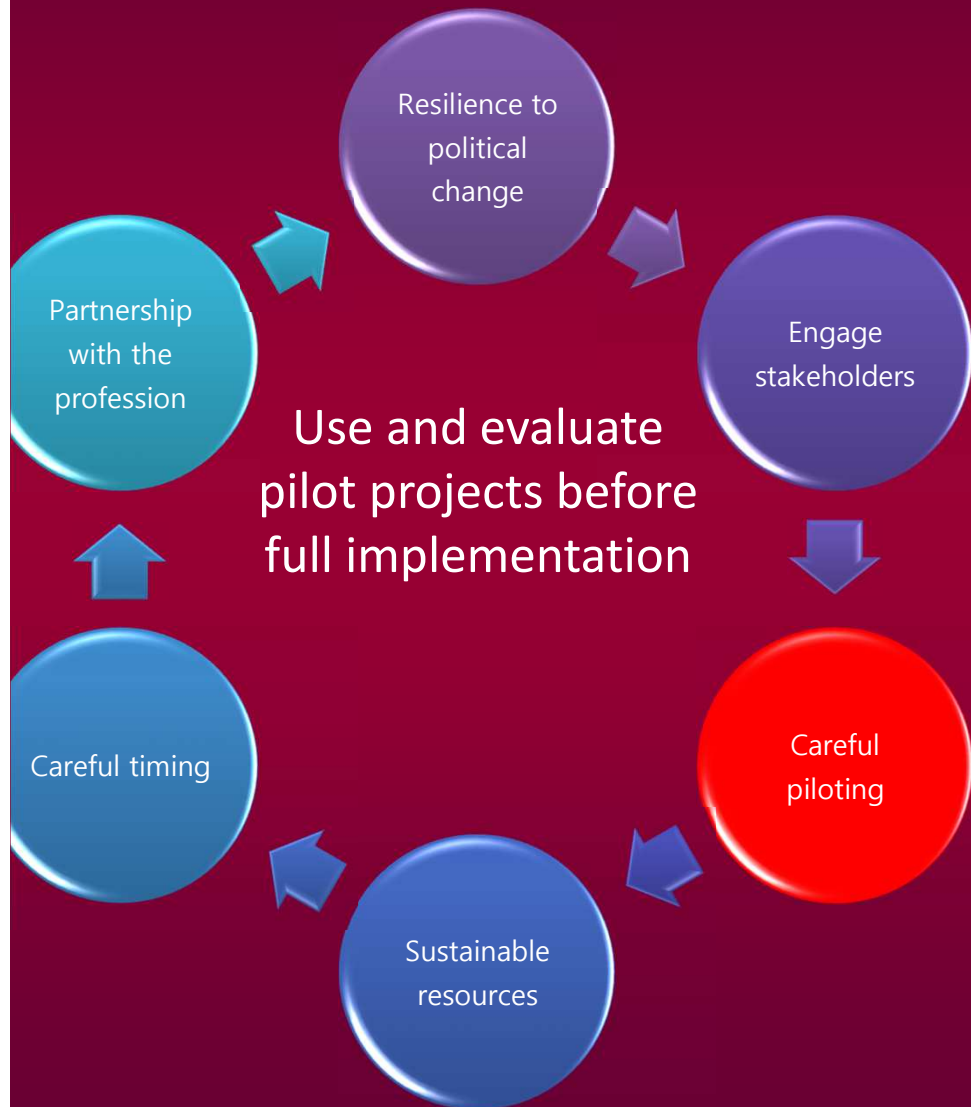 Resilience to
political
change
Engage
stakeholders
Careful
piloting
Sustainable
resources
Careful timing
Partnership
with the
profession
Use and evaluate
pilot projects before
full implementation